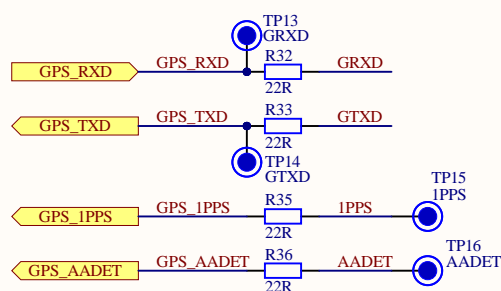 TP13
GRXD
GPS_RXD GPS_RXD R32 GRXD
22R
GPS_TXD GPS_TXD R33 GTXD
22R
TP14
GTXD
TP15
1PPS
GPS_1PPS GPS_1PPS R35 1PPS
22R
TP16
AADET
GPS_AADET GPS_AADET R36 AADET
22R